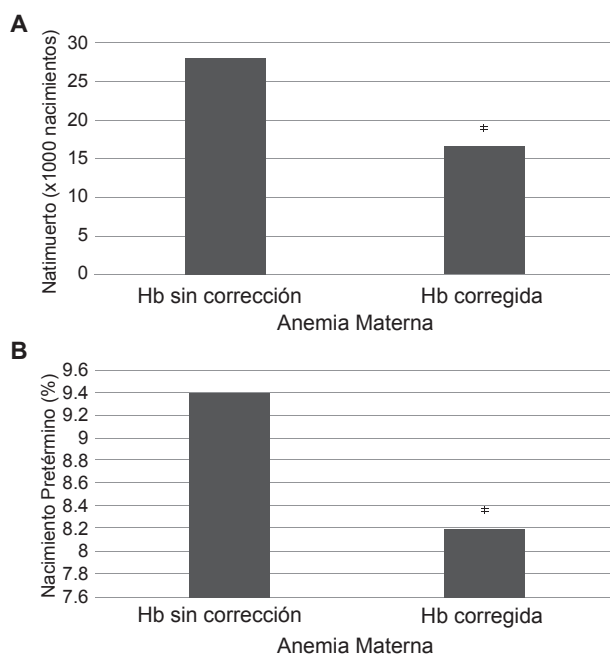 A
Natimuerto (x1000 nacimientos)
30
25
20
15
10
5
0
‡
Hb sin corrección
Hb corregida
Anemia Materna
B
Nacimiento Pretérmino (%)
9.6
9.4
9.2
9
8.8
8.6
8.4
8.2
8
7.8
7.6
‡
Hb sin corrección
Hb corregida
Anemia Materna